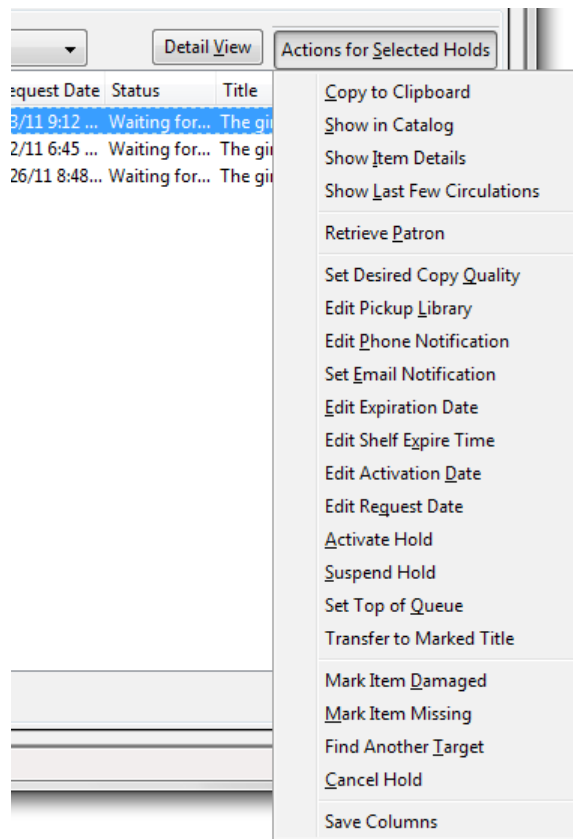 Detail View Actions for Selected Holds
equest Date Status Title
3/11 9:12 ... Waiting for... The gi
2/11 6:45 ... Waiting for... The gi
26/11 8:48... Waiting for... The gi
Copy to Clipboard
Show in Catalog
Show Item Details
Show Last Few Circulations
Retrieve Patron
Set Desired Copy Quality
Edit Pickup Library
Edit Phone Notification
Set Email Notification
Edit Expiration Date
Edit Shelf Expire Time
Edit Activation Date
Edit Request Date
Activate Hold
Suspend Hold
Set Top of Queue
Transfer to Marked Title
Mark Item Damaged
Mark Item Missing
Find Another Target
Cancel Hold
Save Columns